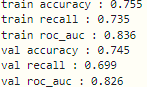 train accuracy : 0.755
train recall : 0.735
train roc_auc : 0.836
val accuracy : 0.745
val recall : 0.699
val roc_auc : 0.826